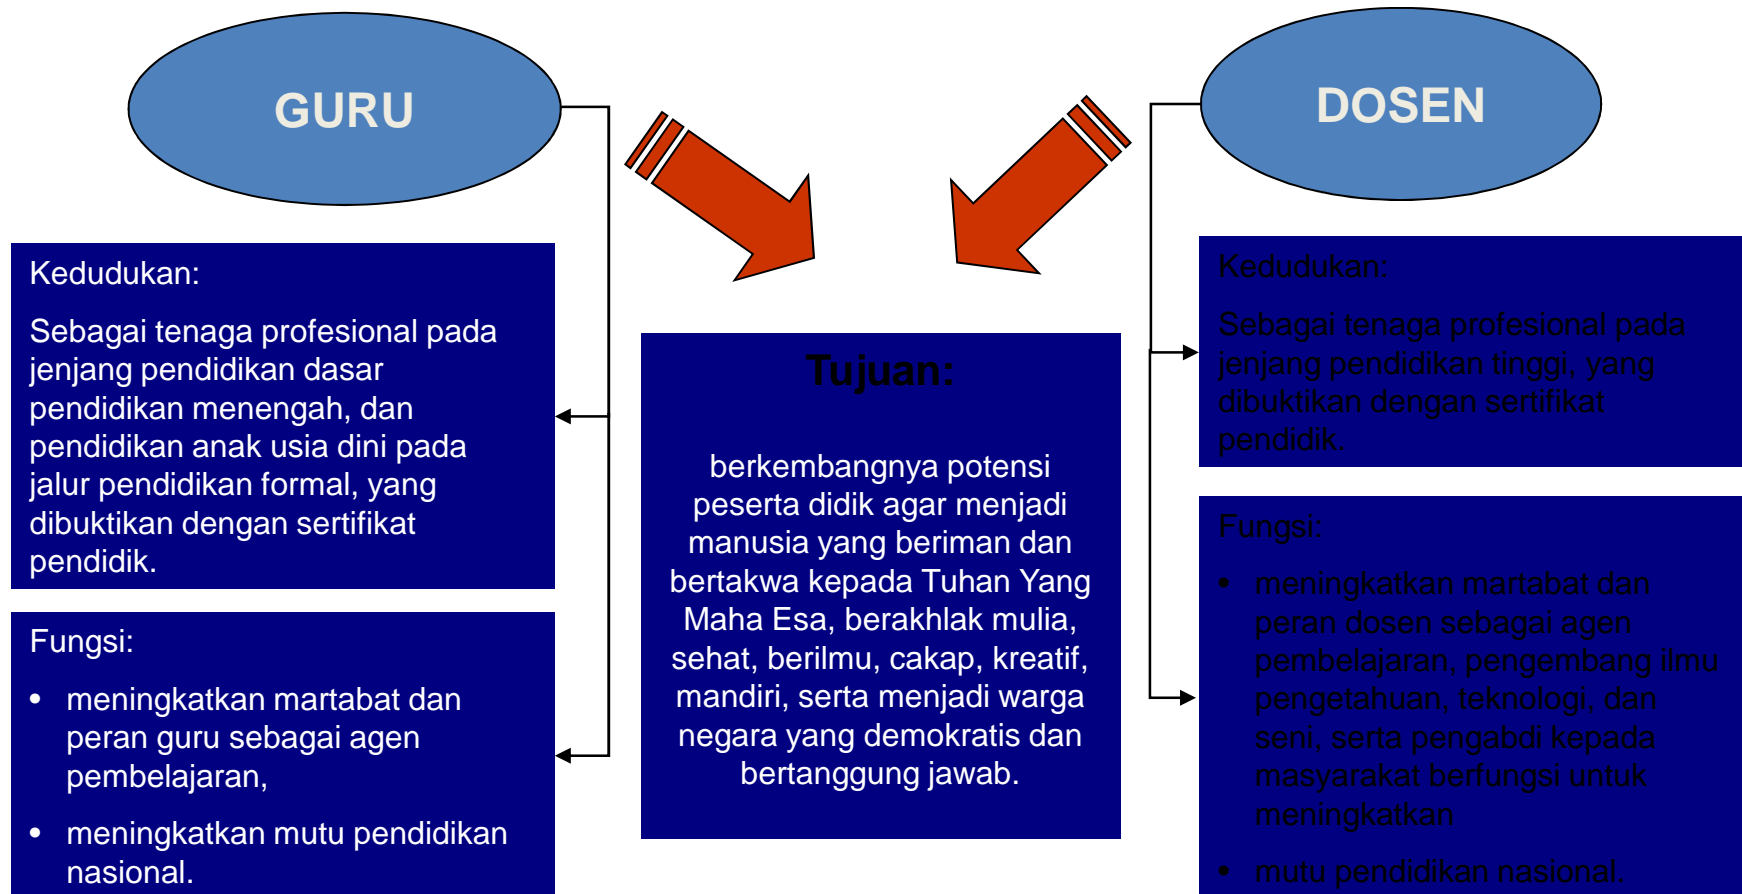 GURU
Kedudukan:
Sebagai tenaga profesional pada
jenjang pendidikan dasar
pendidikan menengah, dan
pendidikan anak usia dini pada
jalur pendidikan formal, yang
dibuktikan dengan sertifikat
pendidik.
Fungsi:
• meningkatkan martabat dan
peran guru sebagai agen
pembelajaran,
• meningkatkan mutu pendidikan
nasional.
Tujuan:
berkembangnya potensi
peserta didik agar menjadi
manusia yang beriman dan
bertakwa kepada Tuhan Yang
Maha Esa, berakhlak mulia,
sehat, berilmu, cakap, kreatif,
mandiri, serta menjadi warga
negara yang demokratis dan
bertanggung jawab.
DOSEN
Kedudukan:
Sebagai tenaga profesional pada
jenjang pendidikan tinggi, yang
dibuktikan dengan sertifikat
pendidik.
Fungsi:
• meningkatkan martabat dan
peran dosen sebagai agen
pembelajaran, pengembang ilmu
pengetahuan, teknologi, dan
seni, serta pengabdi kepada
masyarakat berfungsi untuk
meningkatkan
• mutu pendidikan nasional.